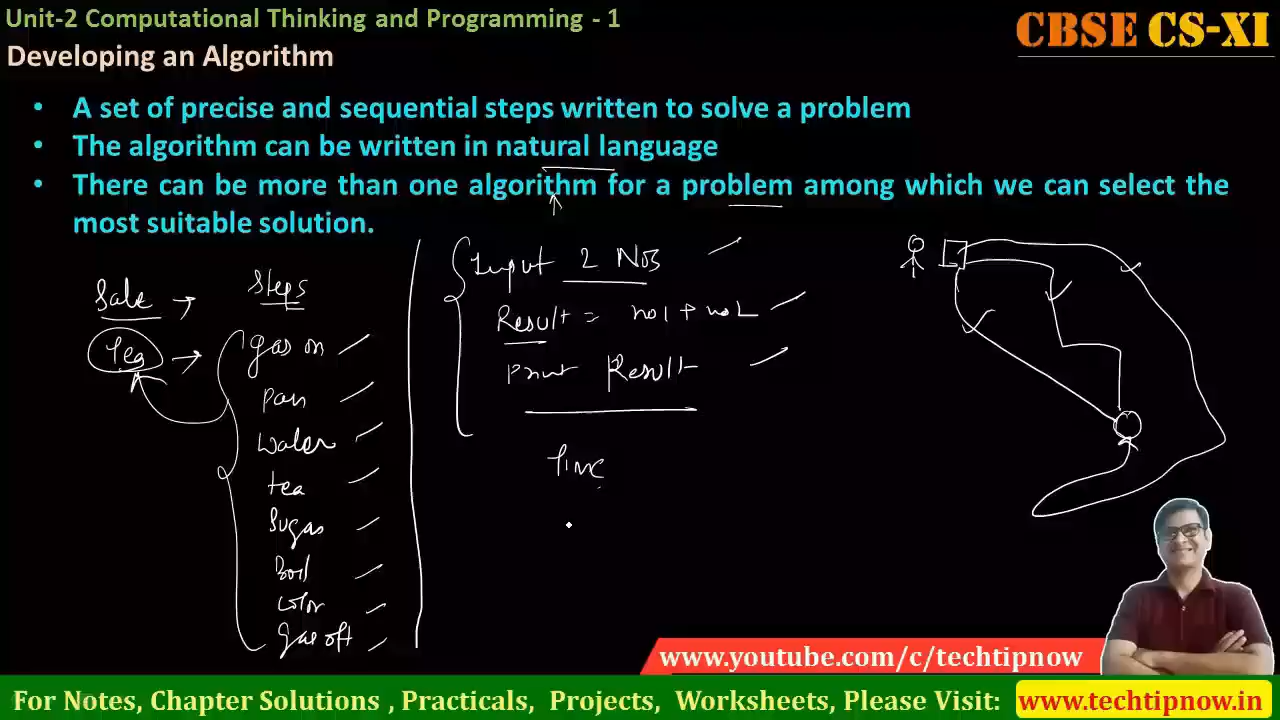 Unit-2 Computational Thinking and Programming - 1
CBSE CS-XI
Developing an Algorithm
• A set of precise and sequential steps written to solve a problem
• The algorithm can be written in natural language
• There can be more than one algorithm for a problem among which we can select the
most suitable solution.
Steps
Tea
gas on
Pan
Water
tea
Sugar
Boil
color
Gas off
Input 2 Nos
Result = no1 + no2
Print Result
Time
www.youtube.com/c/techtipnow
For Notes, Chapter Solutions , Practicals, Projects, Worksheets, Please Visit: www.techtipnow.in